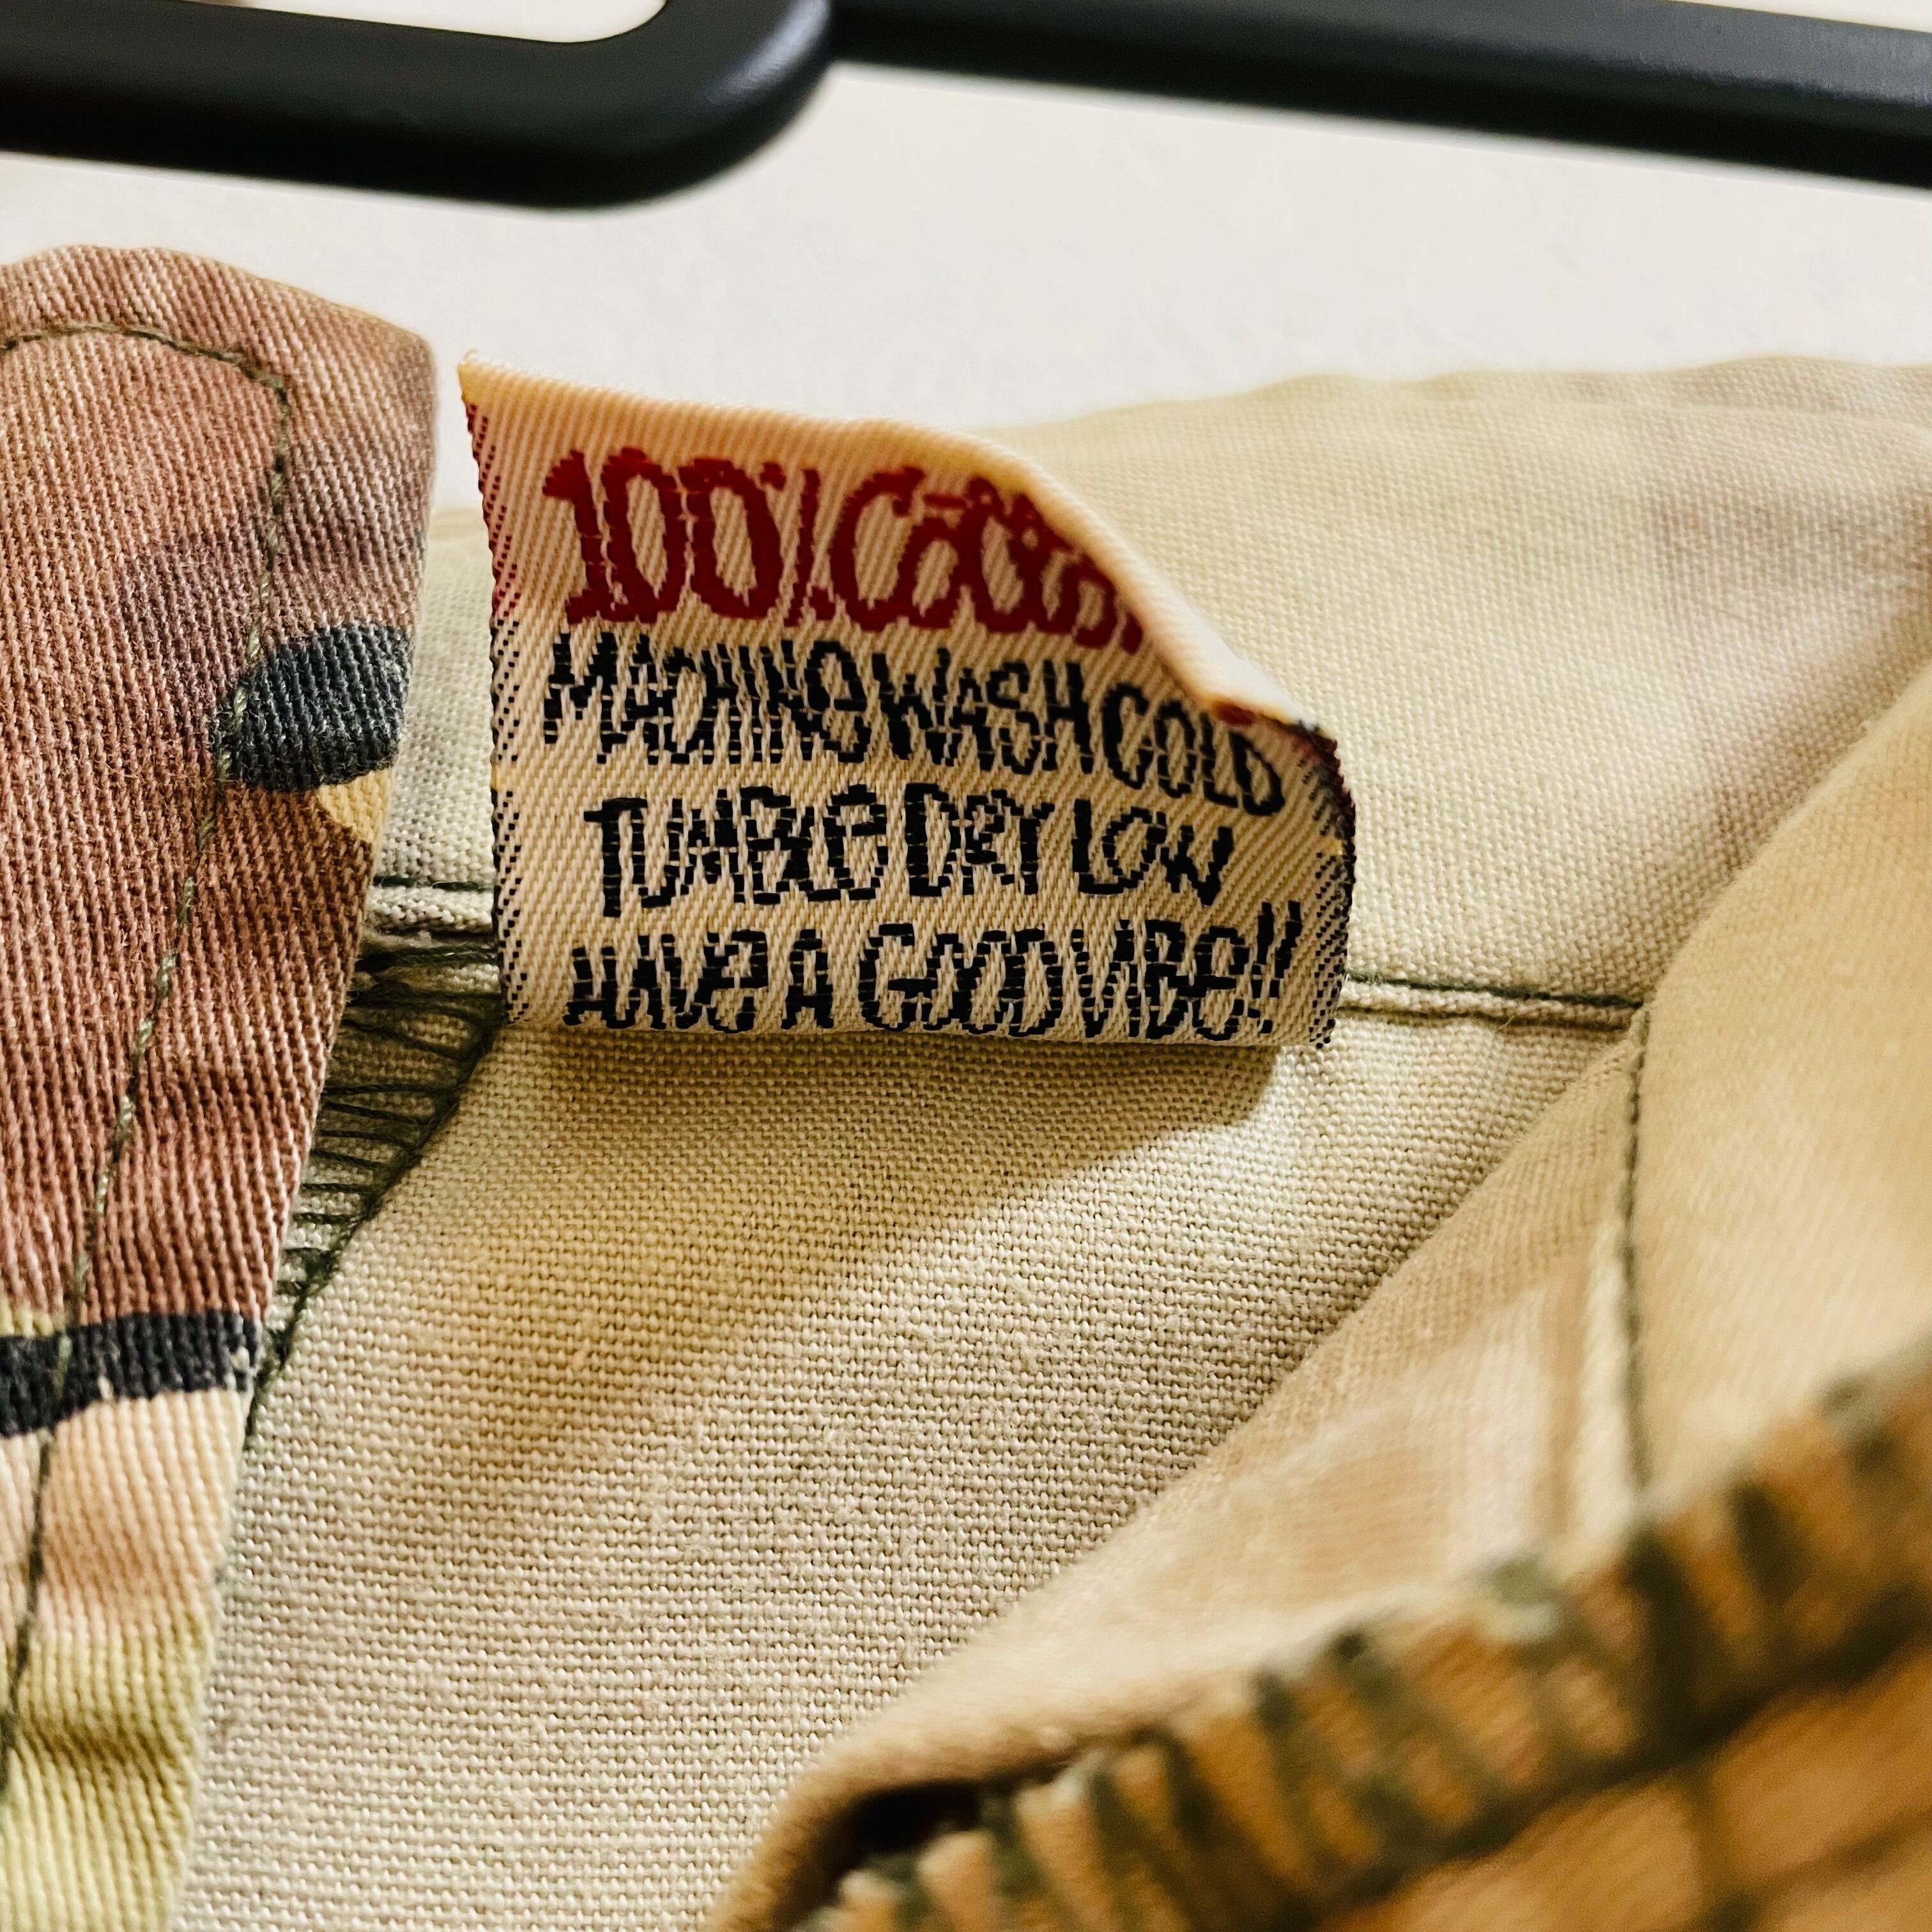 100% Cotton
MACHINE WASH COLD
TUMBLE DRY LOW
HAVE A GOOD VIBE!!